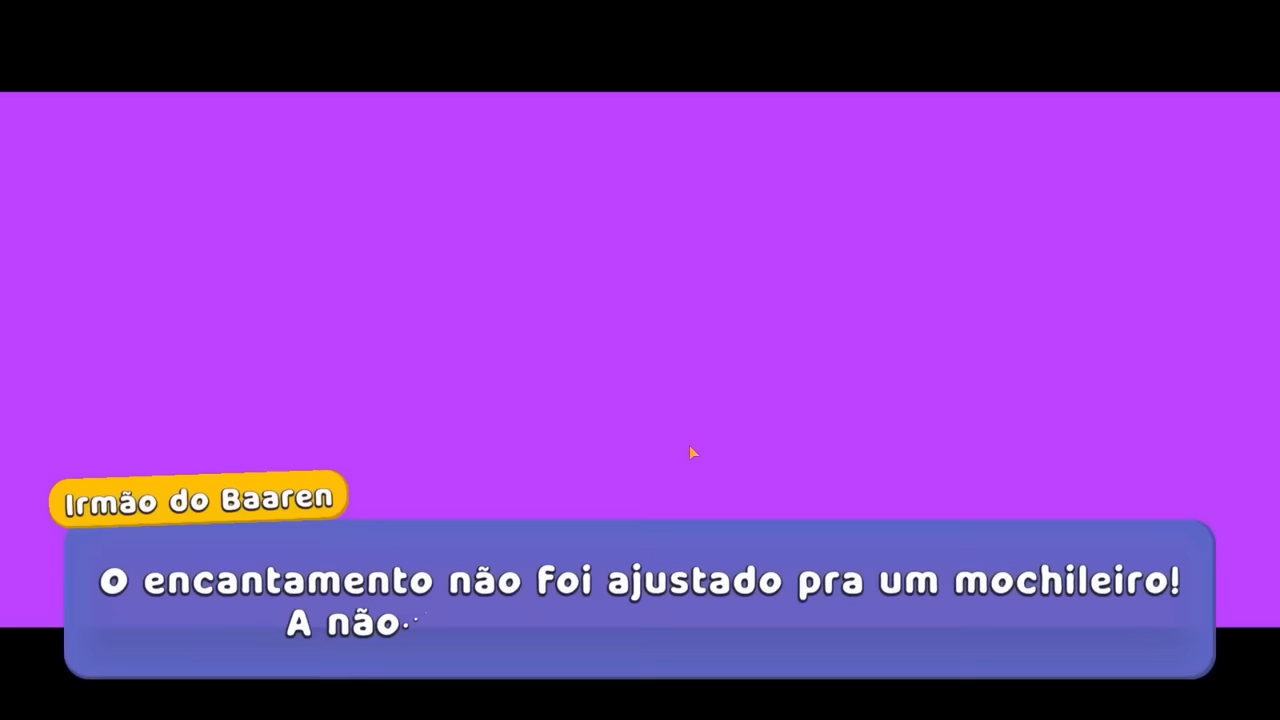 Irmão do Baaren
O encantamento não foi ajustado pra um mochileiro!
A não